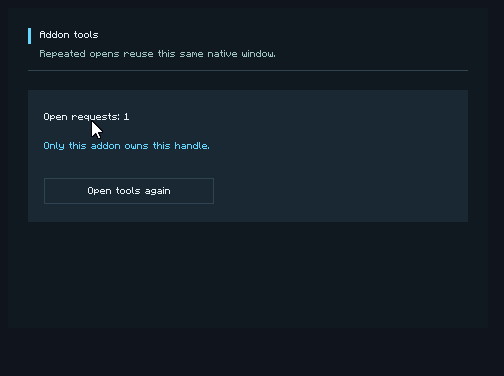 Addon tools
Repeated opens reuse this same native window.
Open requests: 1
Only this addon owns this handle.
Open tools again